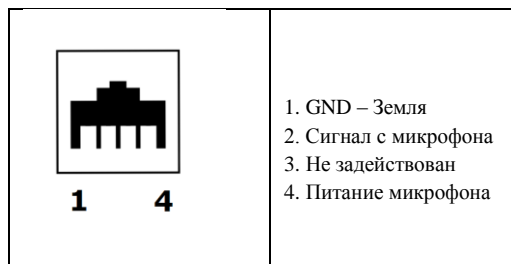 1 4
1. GND – Земля
2. Сигнал с микрофона
3. Не задействован
4. Питание микрофона